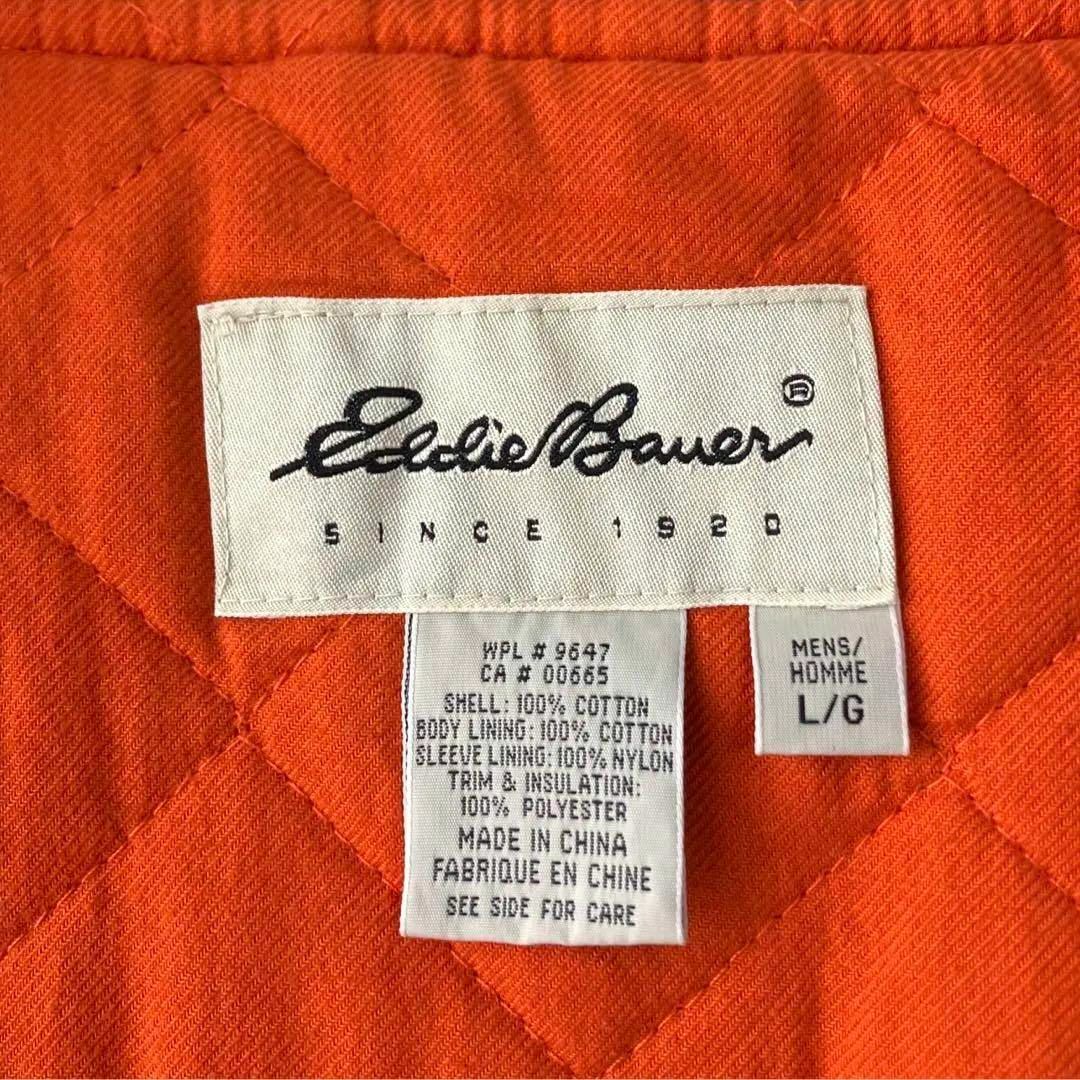 Eddie Bauer ®
SINCE 1920
WPL # 9647
CA # 00665
SHELL: 100% COTTON
BODY LINING: 100% COTTON
SLEEVE LINING: 100% NYLON
TRIM & INSULATION:
100% POLYESTER
MADE IN CHINA
FABRIQUE EN CHINE
SEE SIDE FOR CARE
MENS/
HOMME
L/G